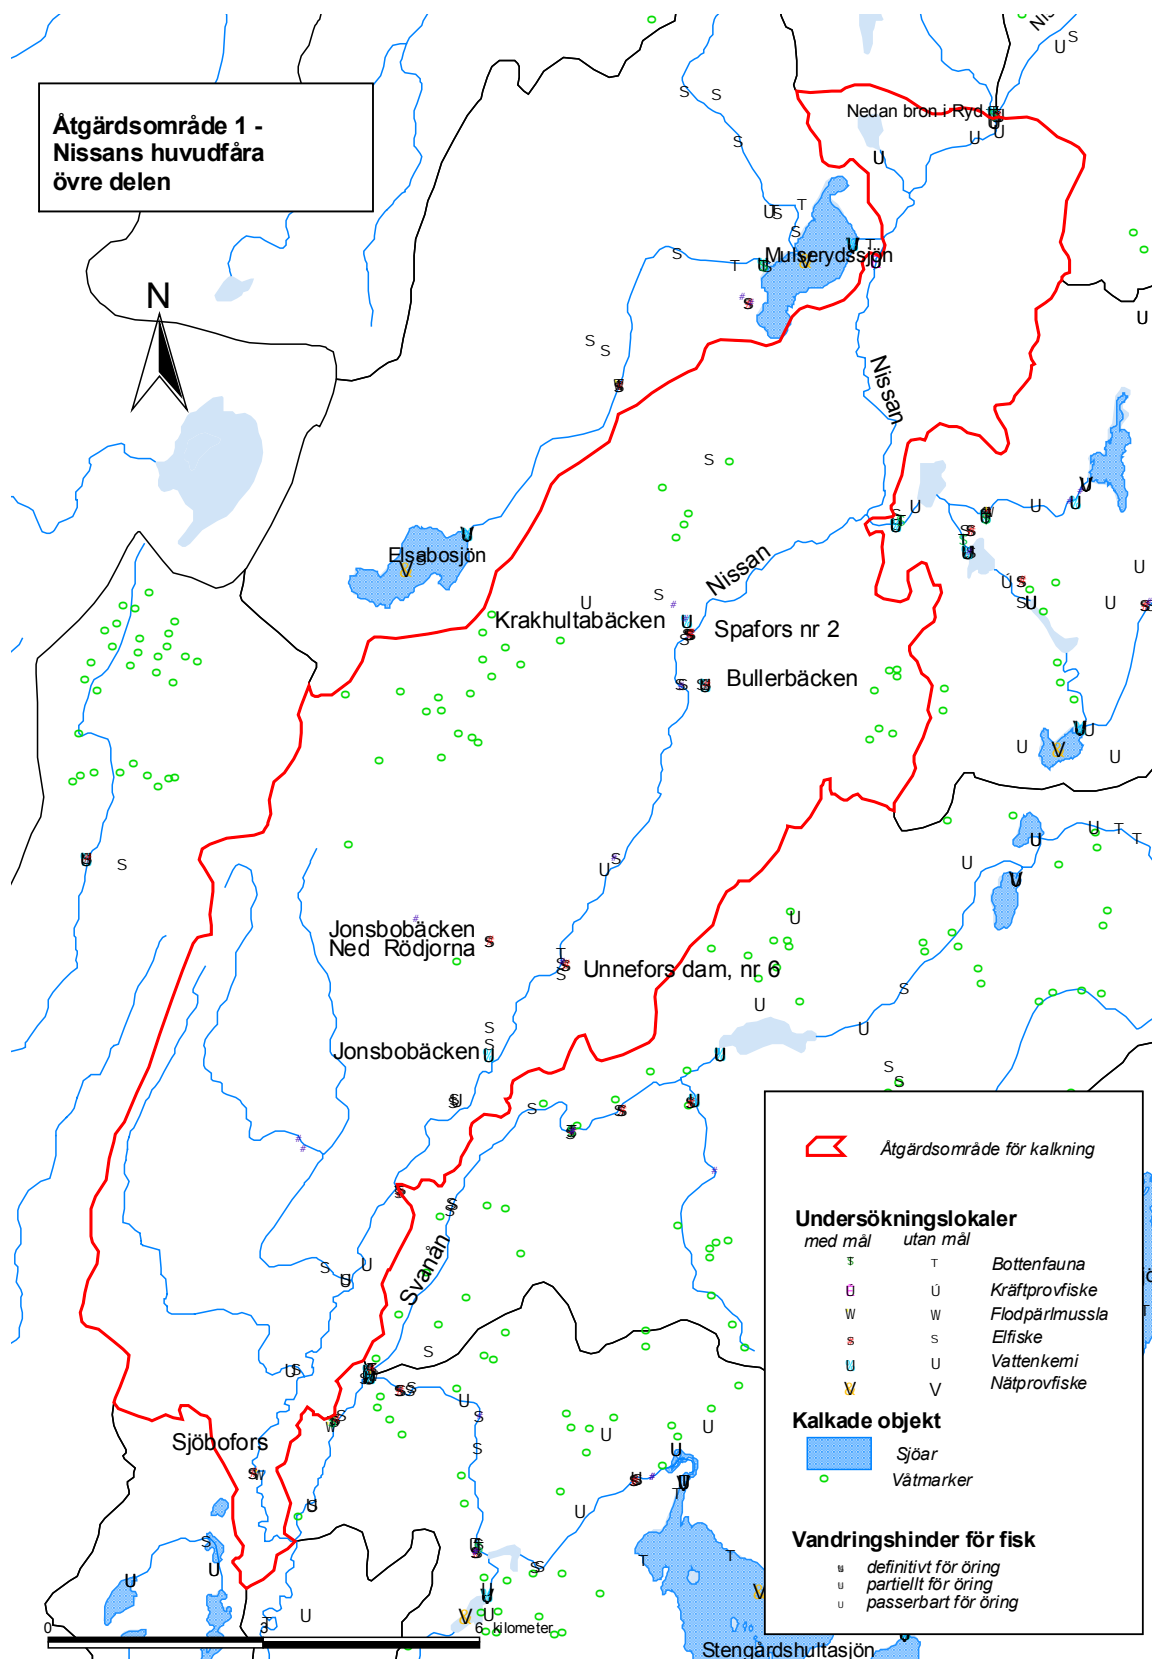 Åtgärdsområde 1 -
Nissans huvudfåra
övre delen
Nedan bron i Ryd
N
Mulserydssjön
Nissan
Elsabosjön
Nissan
Krakhultabäcken
Spafors nr 2
Bullerbäcken
Jonsbobäcken
Ned Rödjorna
Unnefors dam, nr 6
Jonsbobäcken
Svanån
Sjöbofors
Stengårdshultasjön
0 3 6 kilometer
Åtgärdsområde för kalkning
Undersökningslokaler
med mål utan mål
T T Bottenfauna
U Ú Kräftprovfiske
W W Flodpärlmussla
S S Elfiske
U U Vattenkemi
V V Nätprovfiske
Kalkade objekt
Sjöar
Våtmarker
Vandringshinder för fisk
definitivt för öring
U partiellt för öring
U passerbart för öring